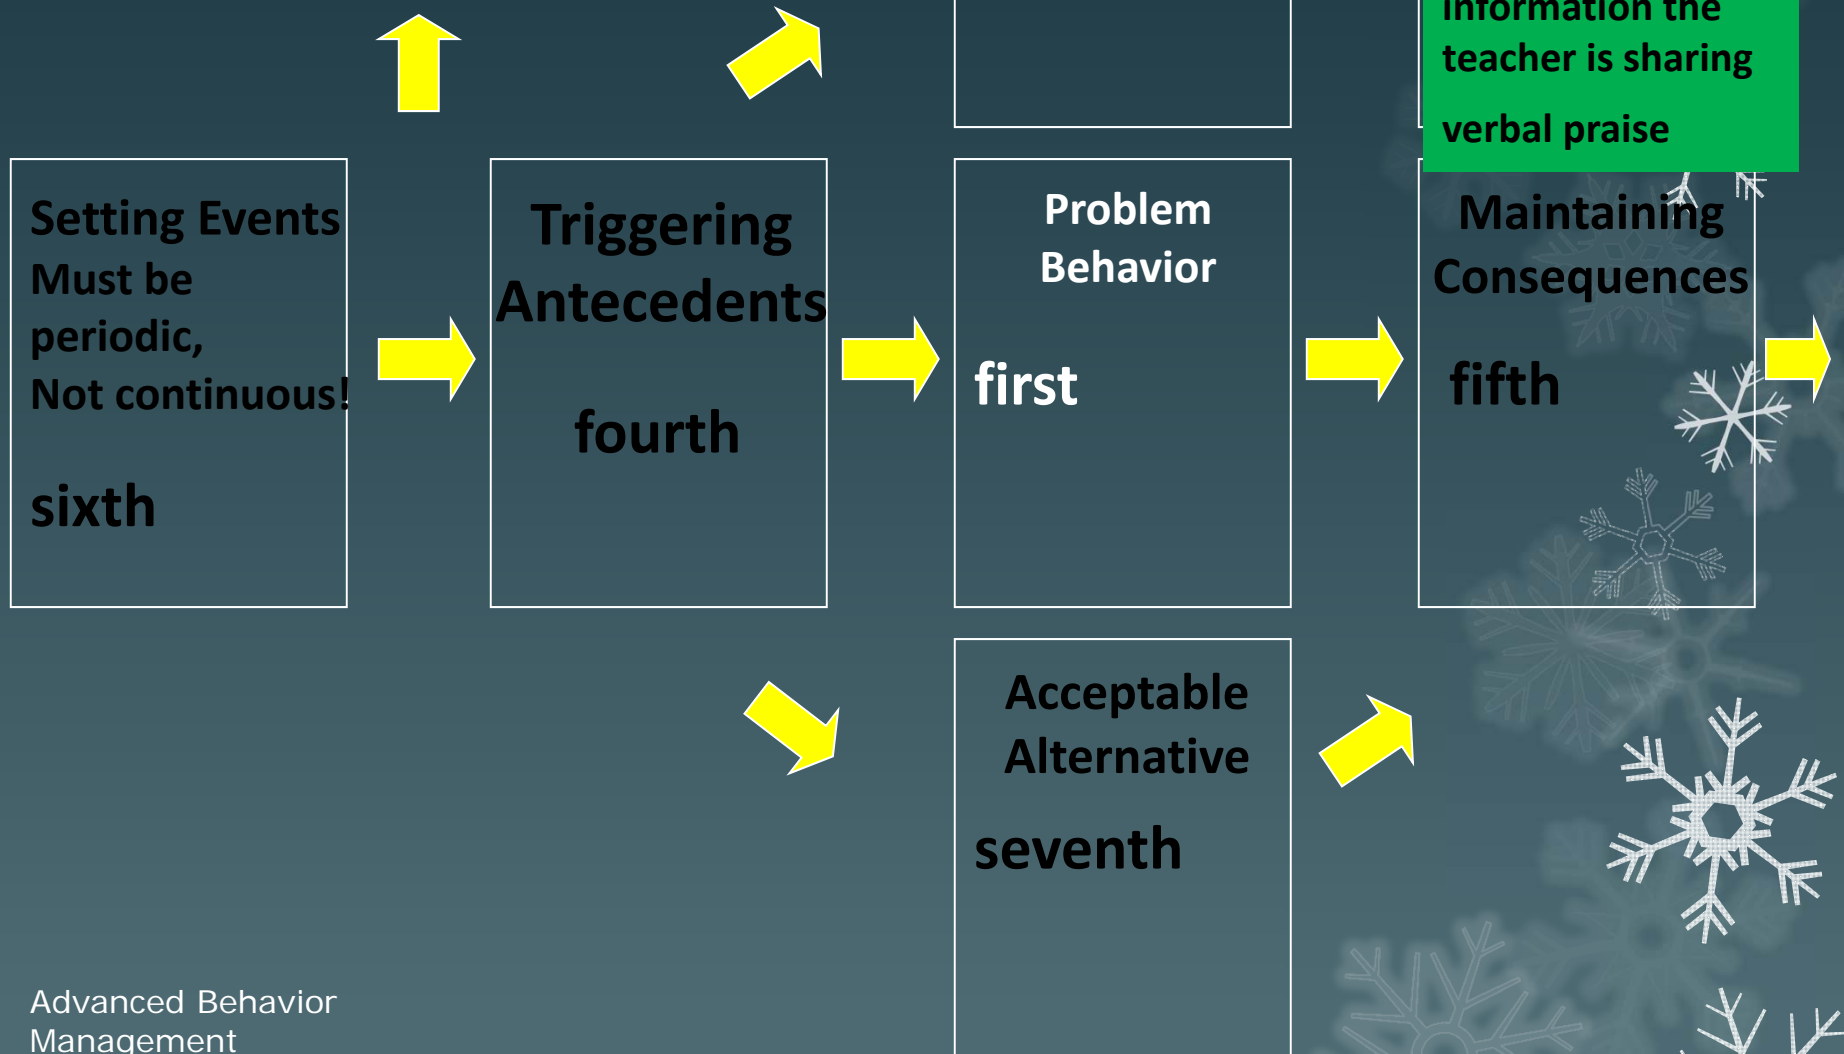 information the
teacher is sharing
verbal praise
Setting Events
Must be
periodic,
Not continuous!
sixth
Triggering
Antecedents
fourth
Problem
Behavior
first
Maintaining
Consequences
fifth
Acceptable
Alternative
seventh
Advanced Behavior
Management